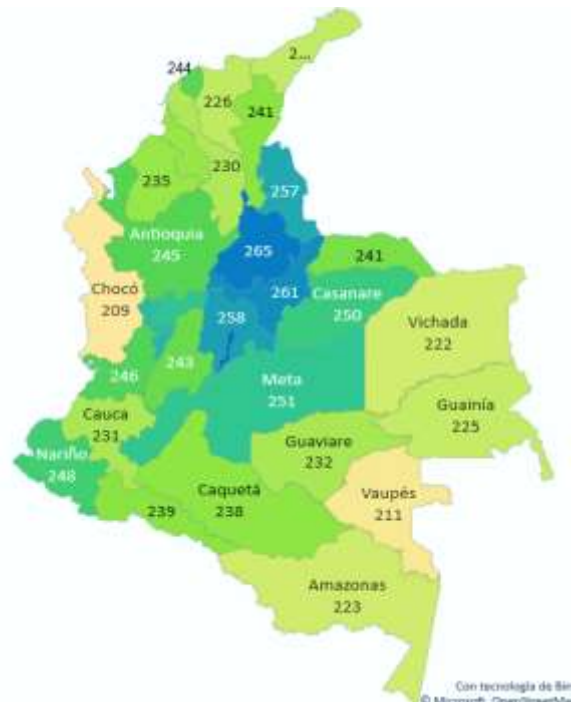 2...
244
226
241
230
235
257
Antioquia
245
265
241
261
Casanare
250
Chocó
209
258
Vichada
222
243
246
Meta
251
Cauca
231
Guainía
225
Guaviare
232
Nariño
248
Caquetá
238
239
Vaupés
211
Amazonas
223
Con tecnología de Bin
© Microsoft, OpenStreetMa